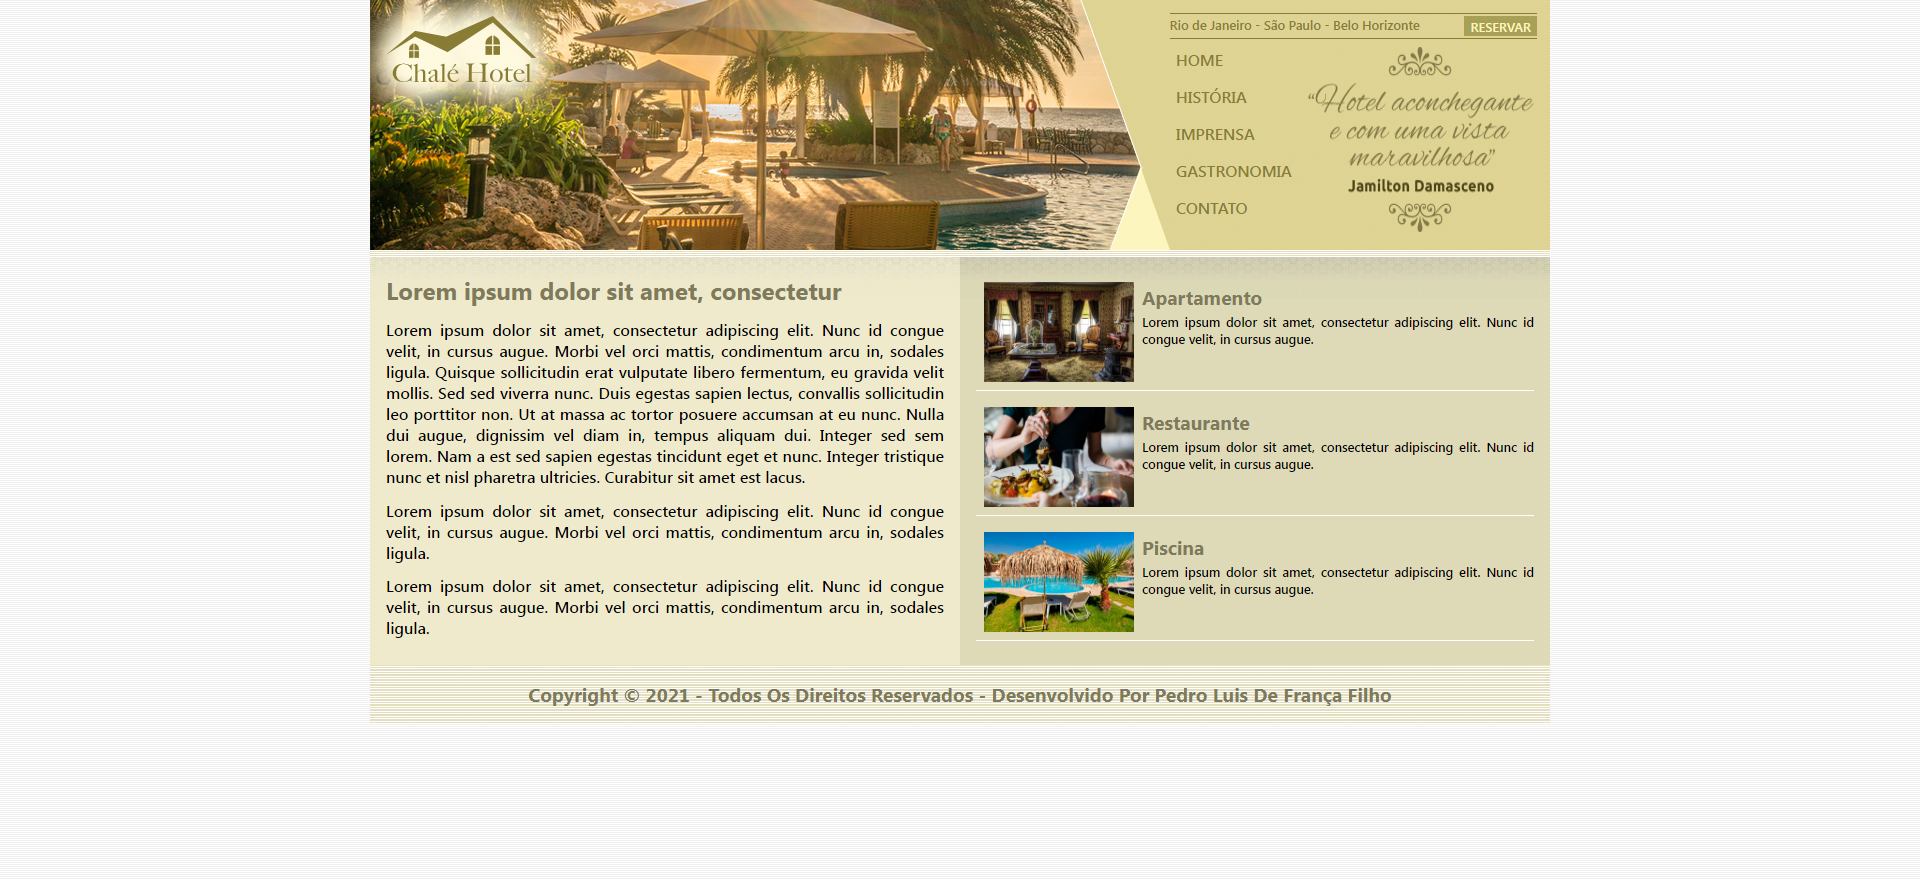 Chalé Hotel
Rio de Janeiro - São Paulo - Belo Horizonte
RESERVAR
HOME
HISTÓRIA
IMPRENSA
GASTRONOMIA
CONTATO
“Hotel aconchegante
e com uma vista
maravilhosa”
Jamilton Damasceno
Lorem ipsum dolor sit amet, consectetur
Lorem ipsum dolor sit amet, consectetur adipiscing elit. Nunc id congue
velit, in cursus augue. Morbi vel orci mattis, condimentum arcu in, sodales
ligula. Quisque sollicitudin erat vulputate libero fermentum, eu gravida velit
mollis. Sed sed viverra nunc. Duis egestas sapien lectus, convallis sollicitudin
leo porttitor non. Ut at massa ac tortor posuere accumsan at eu nunc. Nulla
dui augue, dignissim vel diam in, tempus aliquam dui. Integer sed sem
lorem. Nam a est sed sapien egestas tincidunt eget et nunc. Integer tristique
nunc et nisl pharetra ultricies. Curabitur sit amet est lacus.
Lorem ipsum dolor sit amet, consectetur adipiscing elit. Nunc id congue
velit, in cursus augue. Morbi vel orci mattis, condimentum arcu in, sodales
ligula.
Lorem ipsum dolor sit amet, consectetur adipiscing elit. Nunc id congue
velit, in cursus augue. Morbi vel orci mattis, condimentum arcu in, sodales
ligula.
Apartamento
Lorem ipsum dolor sit amet, consectetur adipiscing elit. Nunc id
congue velit, in cursus augue.
Restaurante
Lorem ipsum dolor sit amet, consectetur adipiscing elit. Nunc id
congue velit, in cursus augue.
Piscina
Lorem ipsum dolor sit amet, consectetur adipiscing elit. Nunc id
congue velit, in cursus augue.
Copyright © 2021 - Todos Os Direitos Reservados - Desenvolvido Por Pedro Luis De França Filho